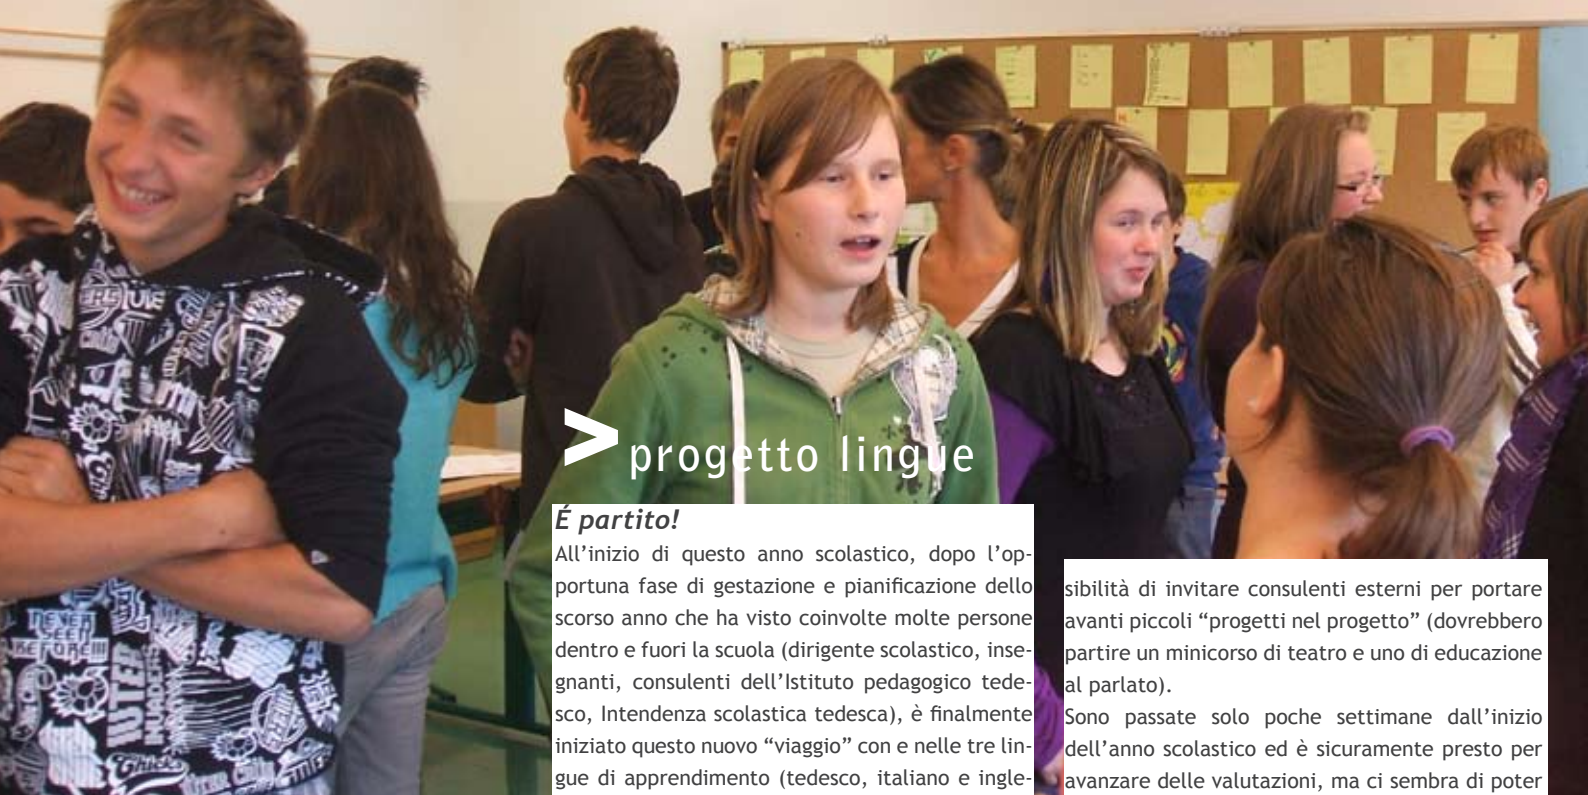 > progetto lingue
É partito!
All’inizio di questo anno scolastico, dopo l’op-
portuna fase di gestazione e pianificazione dello
scorso anno che ha visto coinvolte molte persone
dentro e fuori la scuola (dirigente scolastico, inse-
gnanti, consulenti dell’Istituto pedagogico tede-
sco, Intendenza scolastica tedesca), è finalmente
iniziato questo nuovo “viaggio” con e nelle tre lin-
gue di apprendimento (tedesco, italiano e ingle-
sibilità di invitare consulenti esterni per portare
avanti piccoli “progetti nel progetto” (dovrebbero
partire un minicorso di teatro e uno di educazione
al parlato).
Sono passate solo poche settimane dall’inizio
dell’anno scolastico ed è sicuramente presto per
avanzare delle valutazioni, ma ci sembra di poter
NEVER
SEEN
BEFORE!!!